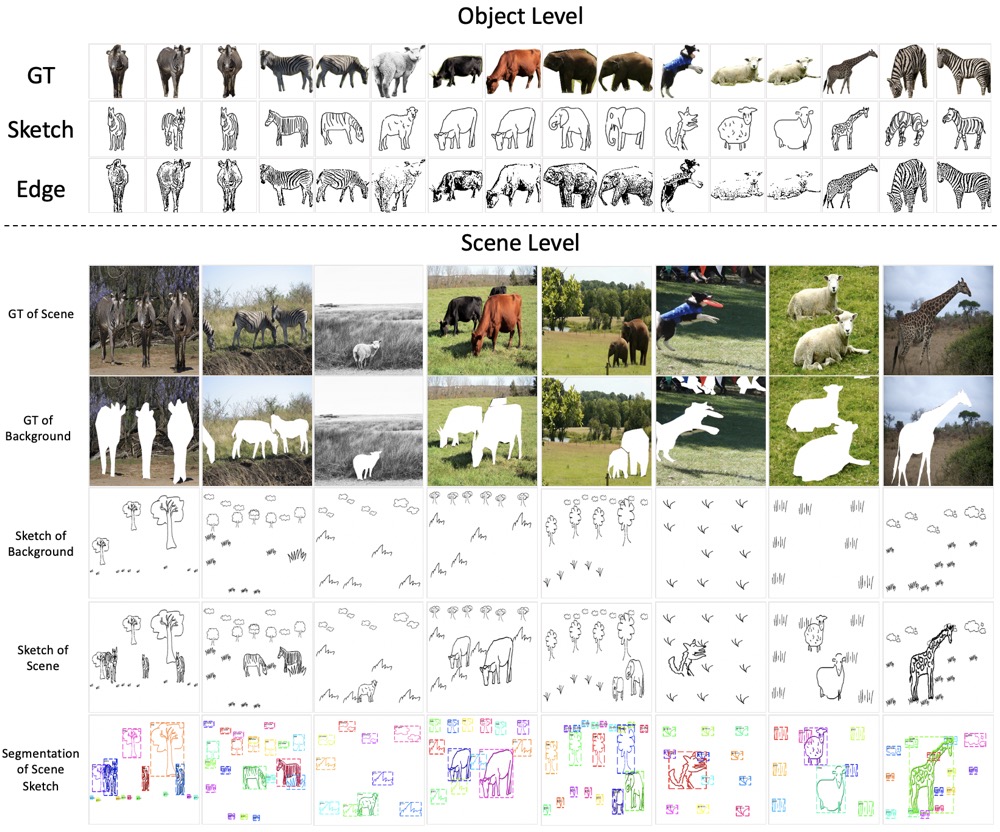 Object Level
GT
Sketch
Edge
Scene Level
GT of Scene
GT of
Background
Sketch of
Background
Sketch of
Scene
Segmentation
of Scene
Sketch